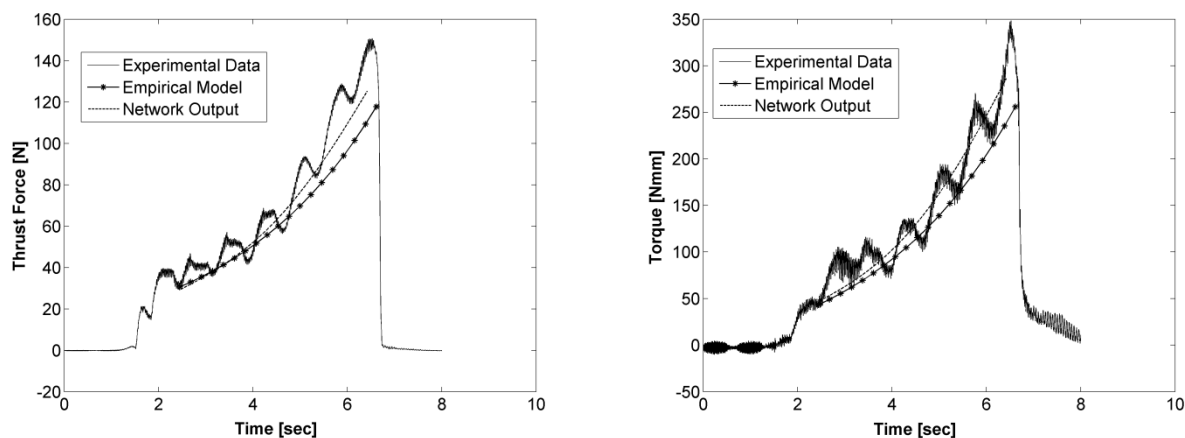 160
140
120
100
80
60
40
20
0
-20
Thrust Force [N]
Experimental Data
Empirical Model
Network Output
0 2 4 6 8 10
Time [sec]
350
300
250
200
150
100
50
0
-50
Torque [Nmm]
Experimental Data
Empirical Model
Network Output
0 2 4 6 8 10
Time [sec]